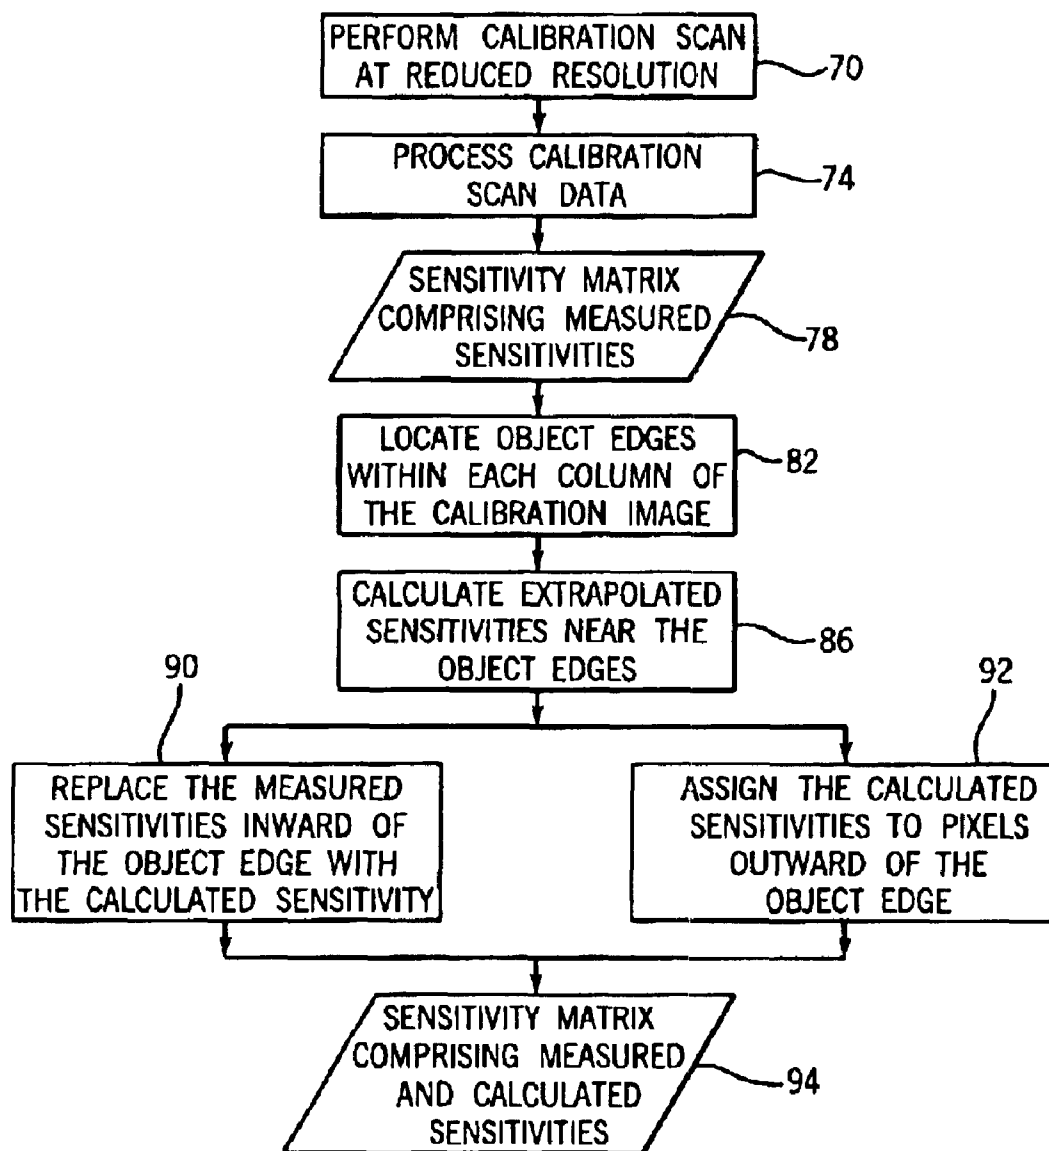 PERFORM CALIBRATION SCAN
AT REDUCED RESOLUTION
70
PROCESS CALIBRATION
SCAN DATA
74
SENSITIVITY MATRIX
COMPRISING MEASURED
SENSITIVITIES
78
LOCATE OBJECT EDGES
WITHIN EACH COLUMN OF
THE CALIBRATION IMAGE
82
CALCULATE EXTRAPOLATED
SENSITIVITIES NEAR THE
OBJECT EDGES
86
90
REPLACE THE MEASURED
SENSITIVITIES INWARD OF
THE OBJECT EDGE WITH
THE CALCULATED SENSITIVITY
92
ASSIGN THE CALCULATED
SENSITIVITIES TO PIXELS
OUTWARD OF THE
OBJECT EDGE
SENSITIVITY MATRIX
COMPRISING MEASURED
AND CALCULATED
SENSITIVITIES
94